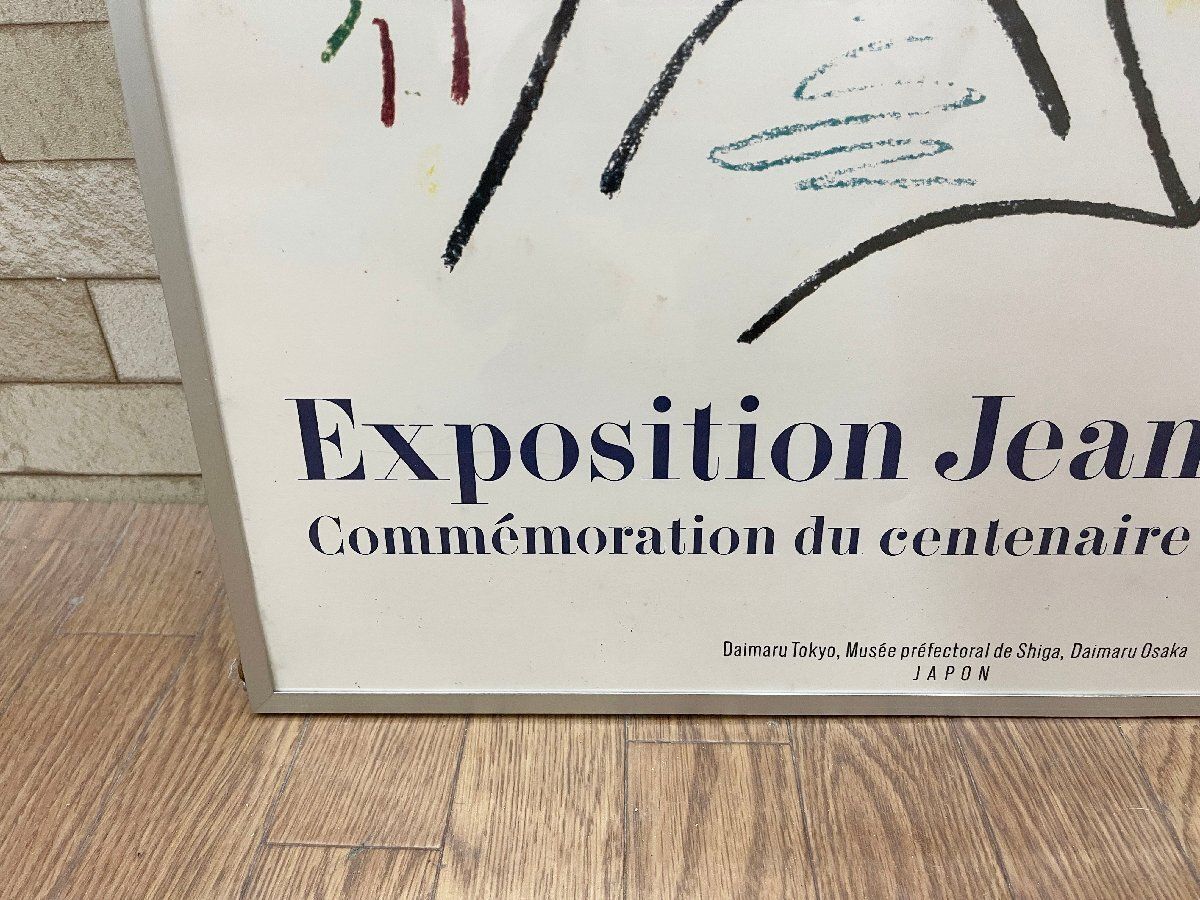 Exposition Jean
Commémoration du centenaire
Daimaru Tokyo, Musée préfectoral de Shiga, Daimaru Osaka
JAPON